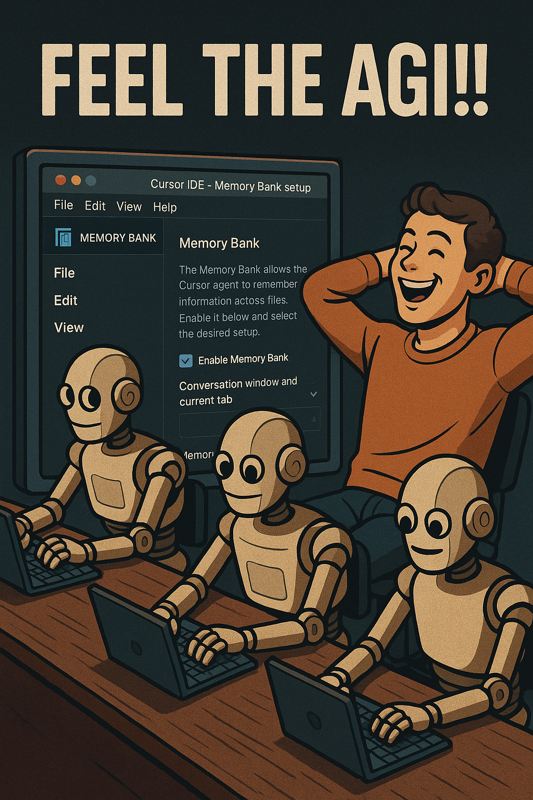 FEEL THE AGI!!
Cursor IDE - Memory Bank setup
File Edit View Help
MEMORY BANK
File
Edit
View
Memory Bank
The Memory Bank allows the
Cursor agent to remember
information actoss files.
Enable it below and select
the desired setup.
Enable Memory Bank
Conversation window and
current tab
Memor